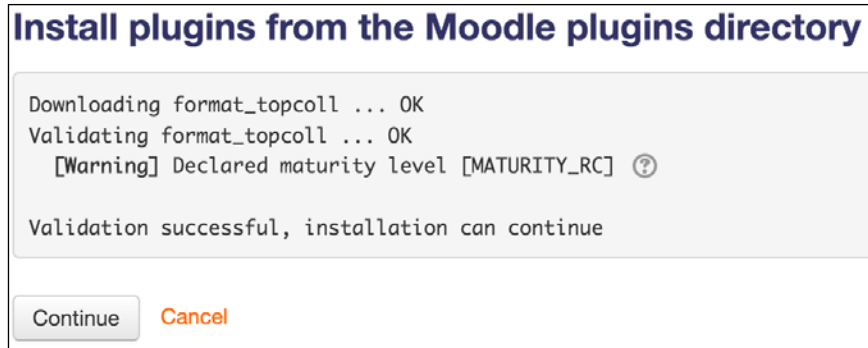 Install plugins from the Moodle plugins directory
Downloading format_topcoll ... OK
Validating format_topcoll ... OK
[Warning] Declared maturity level [MATURITY_RC] ?
Validation successful, installation can continue
Continue Cancel